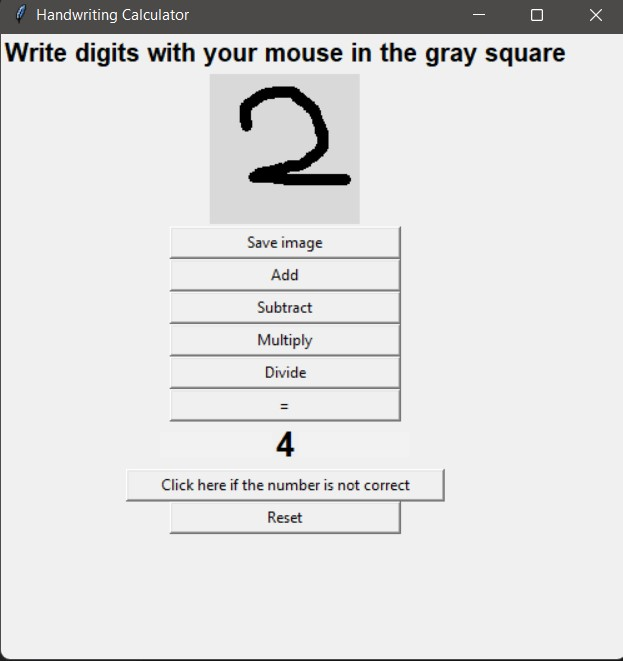 Handwriting Calculator
Write digits with your mouse in the gray square
2
Save image
Add
Subtract
Multiply
Divide
=
4
Click here if the number is not correct
Reset